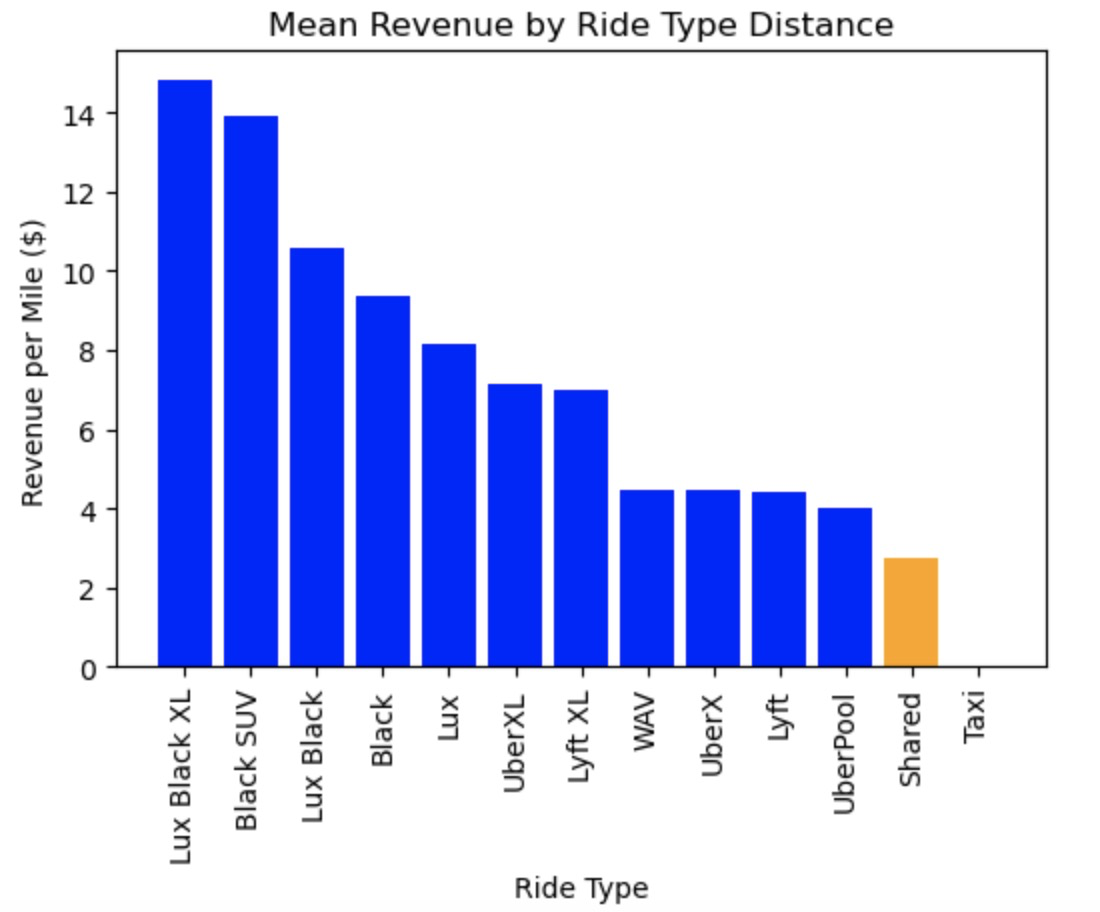 Mean Revenue by Ride Type Distance
Revenue per Mile ($)
14
12
10
8
6
4
2
0
Lux Black XL
Black SUV
Lux Black
Black
Lux
UberXL
Lyft XL
WAV
UberX
Lyft
UberPool
Shared
Taxi
Ride Type